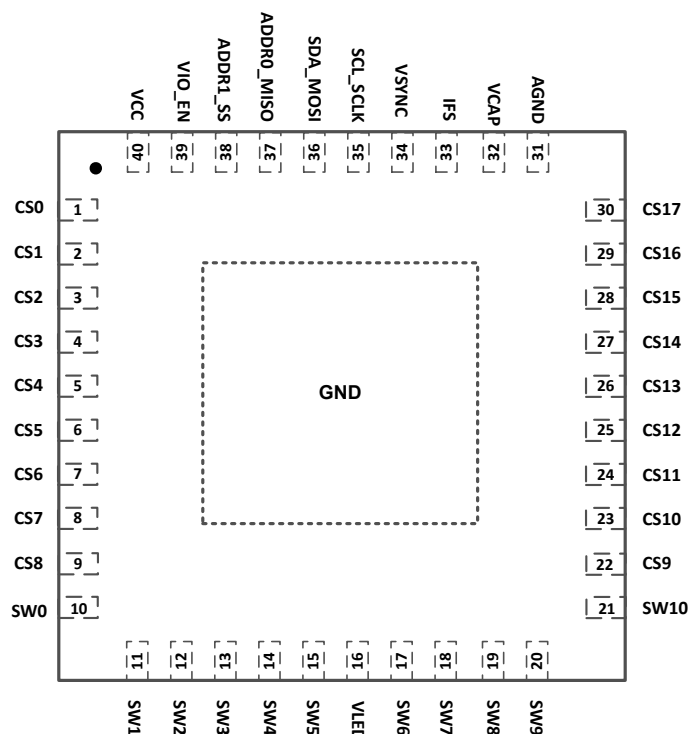 VCC
VIO_EN
ADDR1_SS
ADDR0_MISO
SDA_MOSI
SCL_SCLK
VSYNC
IFS
VCAP
AGND
40
39
38
37
36
35
34
33
32
31
CS0 1
30 CS17
CS1 2
29 CS16
CS2 3
28 CS15
CS3 4
27 CS14
CS4 5
GND
26 CS13
CS5 6
25 CS12
CS6 7
24 CS11
CS7 8
23 CS10
CS8 9
22 CS9
SW0 10
21 SW10
11
12
13
14
15
16
17
18
19
20
SW1
SW2
SW3
SW4
SW5
VLED
SW6
SW7
SW8
SW9